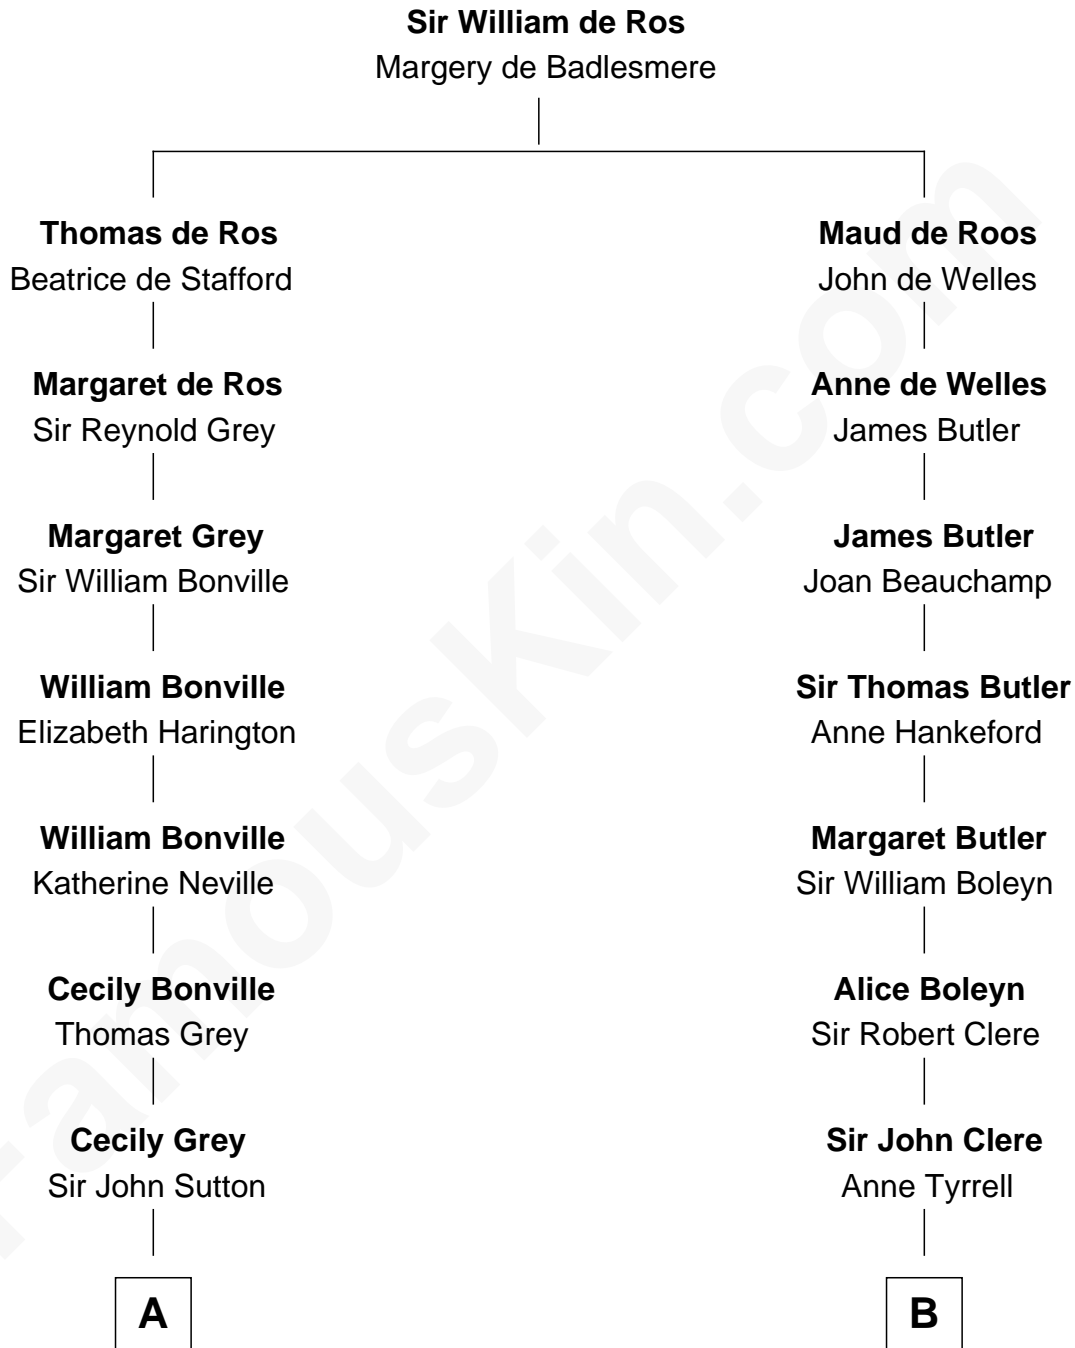 Sir William de Ros
Margery de Badlesmere
Thomas de Ros
Beatrice de Stafford
Maud de Roos
John de Welles
Margaret de Ros
Sir Reynold Grey
Anne de Welles
James Butler
Margaret Grey
Sir William Bonville
James Butler
Joan Beauchamp
William Bonville
Elizabeth Harington
Sir Thomas Butler
Anne Hankeford
William Bonville
Katherine Neville
Margaret Butler
Sir William Boleyn
Cecily Bonville
Thomas Grey
Alice Boleyn
Sir Robert Clere
Cecily Grey
Sir John Sutton
Sir John Clere
Anne Tyrrell
A
B
FamousKin.com